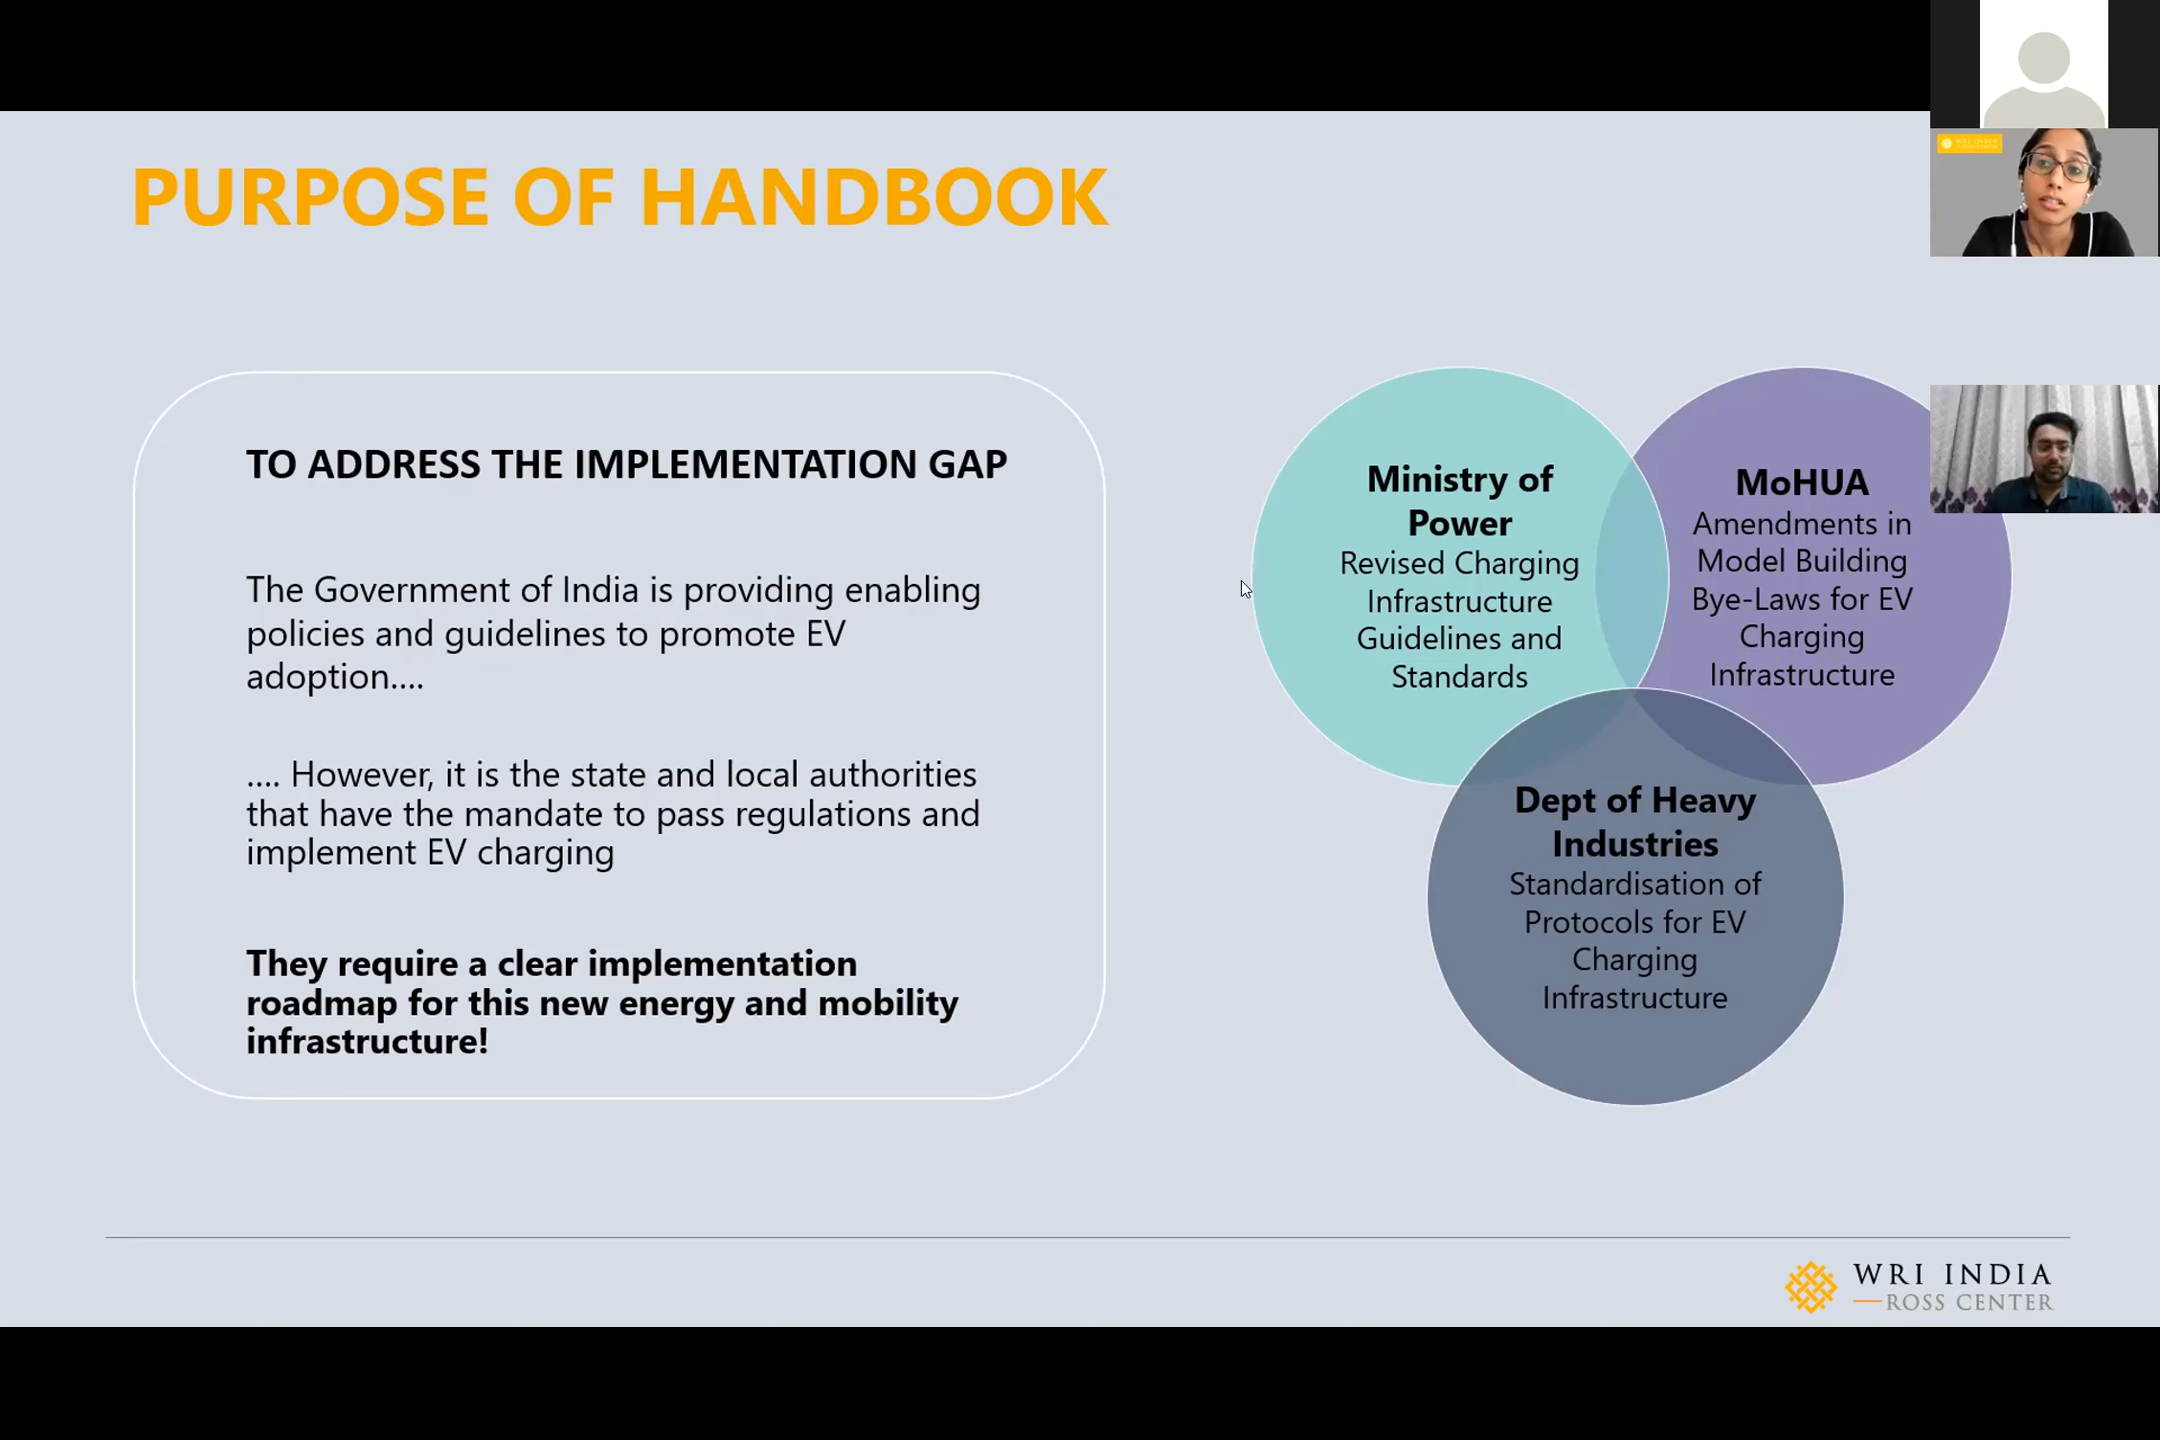 PURPOSE OF HANDBOOK
TO ADDRESS THE IMPLEMENTATION GAP
The Government of India is providing enabling
policies and guidelines to promote EV
adoption....
.... However, it is the state and local authorities
that have the mandate to pass regulations and
implement EV charging
They require a clear implementation
roadmap for this new energy and mobility
infrastructure!
Ministry of
Power
Revised Charging
Infrastructure
Guidelines and
Standards
MoHUA
Amendments in
Model Building
Bye-Laws for EV
Charging
Infrastructure
Dept of Heavy
Industries
Standardisation of
Protocols for EV
Charging
Infrastructure
WRI INDIA
ROSS CENTER
WRI INDIA
ROSS CENTER